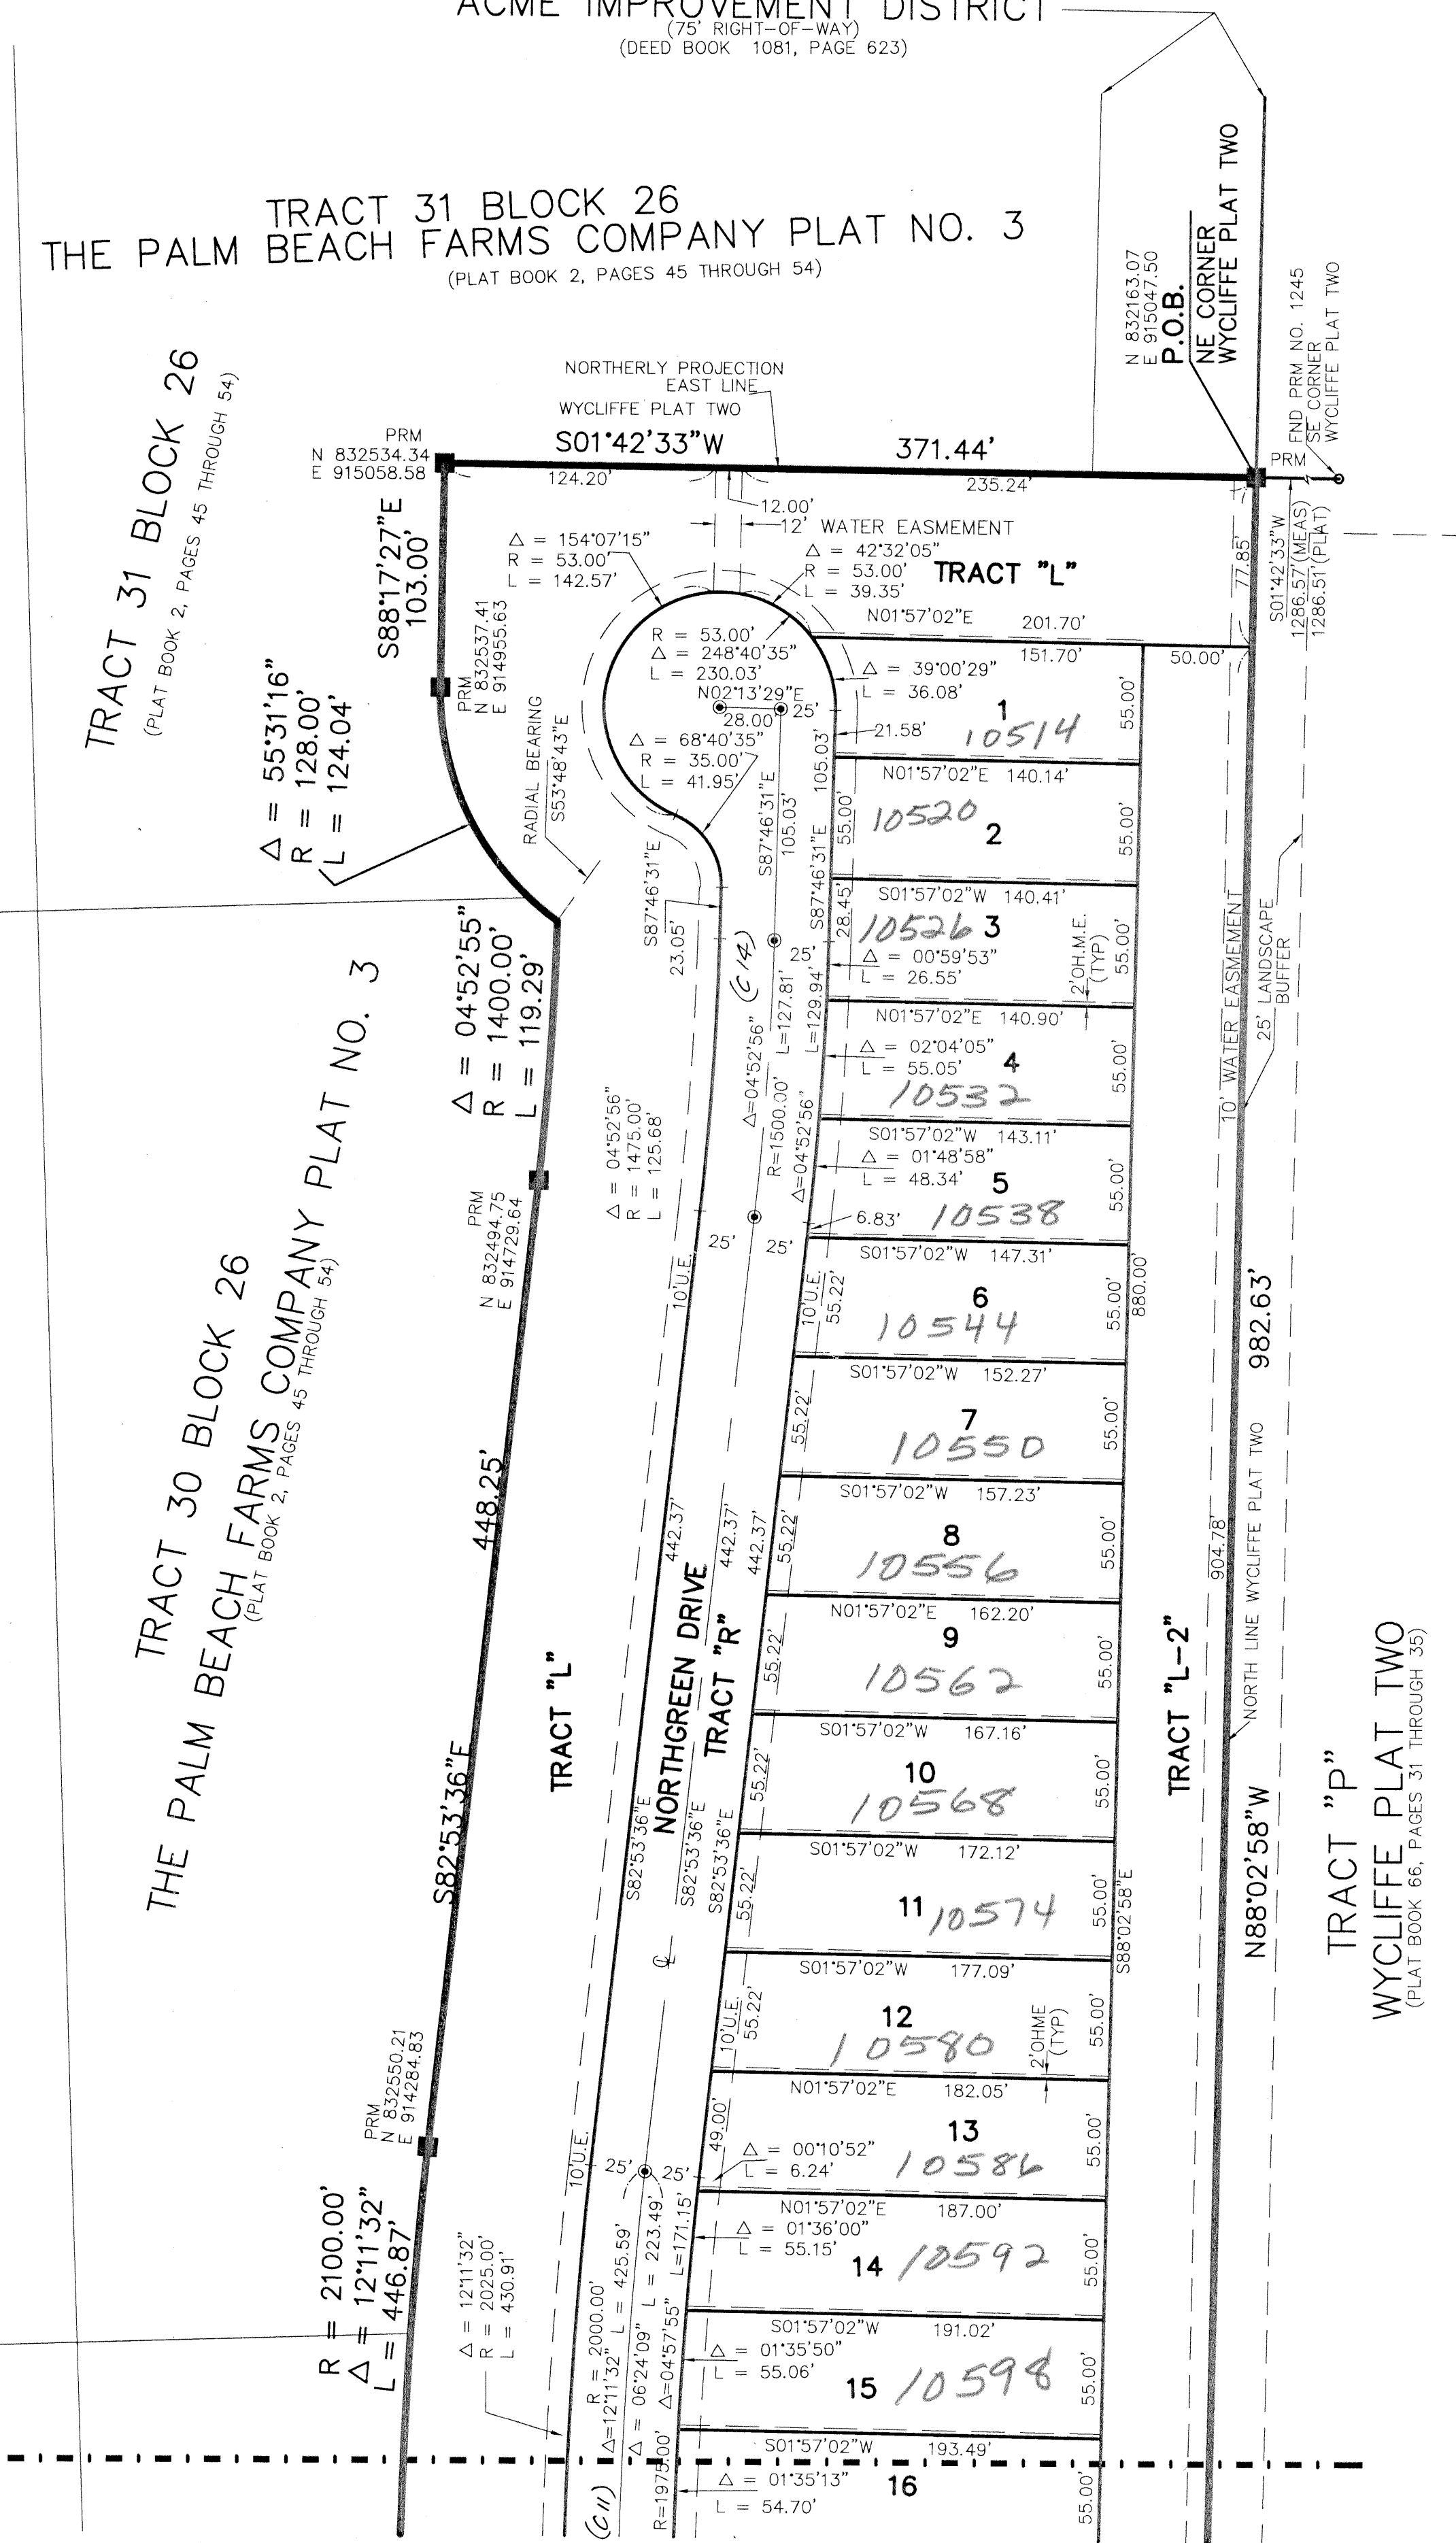 ACME IMPROVEMENT DISTRICT
(75' RIGHT-OF-WAY)
(DEED BOOK 1081, PAGE 623)
TRACT 31 BLOCK 26
THE PALM BEACH FARMS COMPANY PLAT NO. 3
(PLAT BOOK 2, PAGES 45 THROUGH 54)
N 832163.07
E 915047.50
P.O.B.
NE CORNER
WYCLIFFE PLAT TWO
FND PRM NO. 1245
SE CORNER
WYCLIFFE PLAT TWO
PRM
S01°42'33"W
1286.57'(MEAS)
1286.51'(PLAT)
TRACT 31 BLOCK 26
(PLAT BOOK 2, PAGES 45 THROUGH 54)
NORTHERLY PROJECTION
EAST LINE
WYCLIFFE PLAT TWO
PRM
N 832534.34
E 915058.58
S01°42'33"W 371.44'
124.20'
235.24'
12.00'
12' WATER EASMEMENT
S88°17'27"E
103.00'
Δ = 154°07'15"
R = 53.00'
L = 142.57'
Δ = 42°32'05"
R = 53.00'
L = 39.35'
TRACT "L"
77.85'
N01°57'02"E 201.70'
151.70'
50.00'
PRM
N 832537.41
E 914955.63
R = 53.00'
Δ = 248°40'35"
L = 230.03'
N02°13'29"E
28.00'
25'
Δ = 39°00'29"
L = 36.08'
21.58'
1
10514
55.00'
Δ = 55°31'16"
R = 128.00'
L = 124.04'
RADIAL BEARING
S53°48'43"E
Δ = 68°40'35"
R = 35.00'
L = 41.95'
S87°46'31"E
105.03'
S87°46'31"E 105.03'
N01°57'02"E 140.14'
55.00'
10520
2
55.00'
S87°46'31"E
23.05'
S01°57'02"W 140.41'
28.45'
10526
3
25'
Δ = 00°59'53"
L = 26.55'
2'OH.M.E.
(TYP)
55.00'
10' WATER EASMEMENT
25' LANDSCAPE
BUFFER
Δ = 04°52'55"
R = 1400.00'
L = 119.29'
(C14)
Δ=04°52'56"
L=127.81'
R=1500.00'
L=129.94'
Δ=04°52'56"
N01°57'02"E 140.90'
Δ = 02°04'05"
L = 55.05'
4
10532
55.00'
Δ = 04°52'56"
R = 1475.00'
L = 125.68'
S01°57'02"W 143.11'
Δ = 01°48'58"
L = 48.34'
5
6.83'
10538
55.00'
PRM
N 832494.75
E 914729.64
25'
25'
10'U.E.
10'U.E.
S01°57'02"W 147.31'
55.22'
6
10544
55.00'
880.00'
982.63'
TRACT 30 BLOCK 26
THE PALM BEACH FARMS COMPANY PLAT NO. 3
(PLAT BOOK 2, PAGES 45 THROUGH 54)
448.25'
S82°53'36"E
S01°57'02"W 152.27'
55.22'
7
10550
55.00'
S01°57'02"W 157.23'
442.37'
442.37'
442.37'
55.22'
8
10556
55.00'
904.78'
NORTH LINE WYCLIFFE PLAT TWO
N01°57'02"E 162.20'
55.22'
9
10562
55.00'
TRACT "L"
NORTHGREEN DRIVE
TRACT "R"
TRACT "L-2"
TRACT "P"
WYCLIFFE PLAT TWO
(PLAT BOOK 66, PAGES 31 THROUGH 35)
S01°57'02"W 167.16'
55.22'
10
10568
55.00'
S82°53'36"E
S82°53'36"E
S82°53'36"E
S01°57'02"W 172.12'
55.22'
11
10574
55.00'
S88°02'58"E
N88°02'58"W
S01°57'02"W 177.09'
10'U.E.
55.22'
12
10580
2'OHME
(TYP)
55.00'
N01°57'02"E 182.05'
49.00'
13
Δ = 00°10'52"
L = 6.24'
10586
55.00'
PRM
N 832550.21
E 914284.83
10'U.E.
25'
25'
N01°57'02"E 187.00'
Δ = 01°36'00"
L = 55.15'
14
10592
55.00'
R = 2100.00'
Δ = 12°11'32"
L = 446.87'
Δ = 12°11'32"
R = 2025.00'
L = 430.91'
R = 2000.00'
Δ=12°11'32" L = 425.59'
Δ = 06°24'09" L = 223.49'
Δ=04°57'55" L=171.15'
R=1975.00'
(C11)
S01°57'02"W 191.02'
Δ = 01°35'50"
L = 55.06'
15
10598
55.00'
S01°57'02"W 193.49'
Δ = 01°35'13"
L = 54.70'
16
55.00'